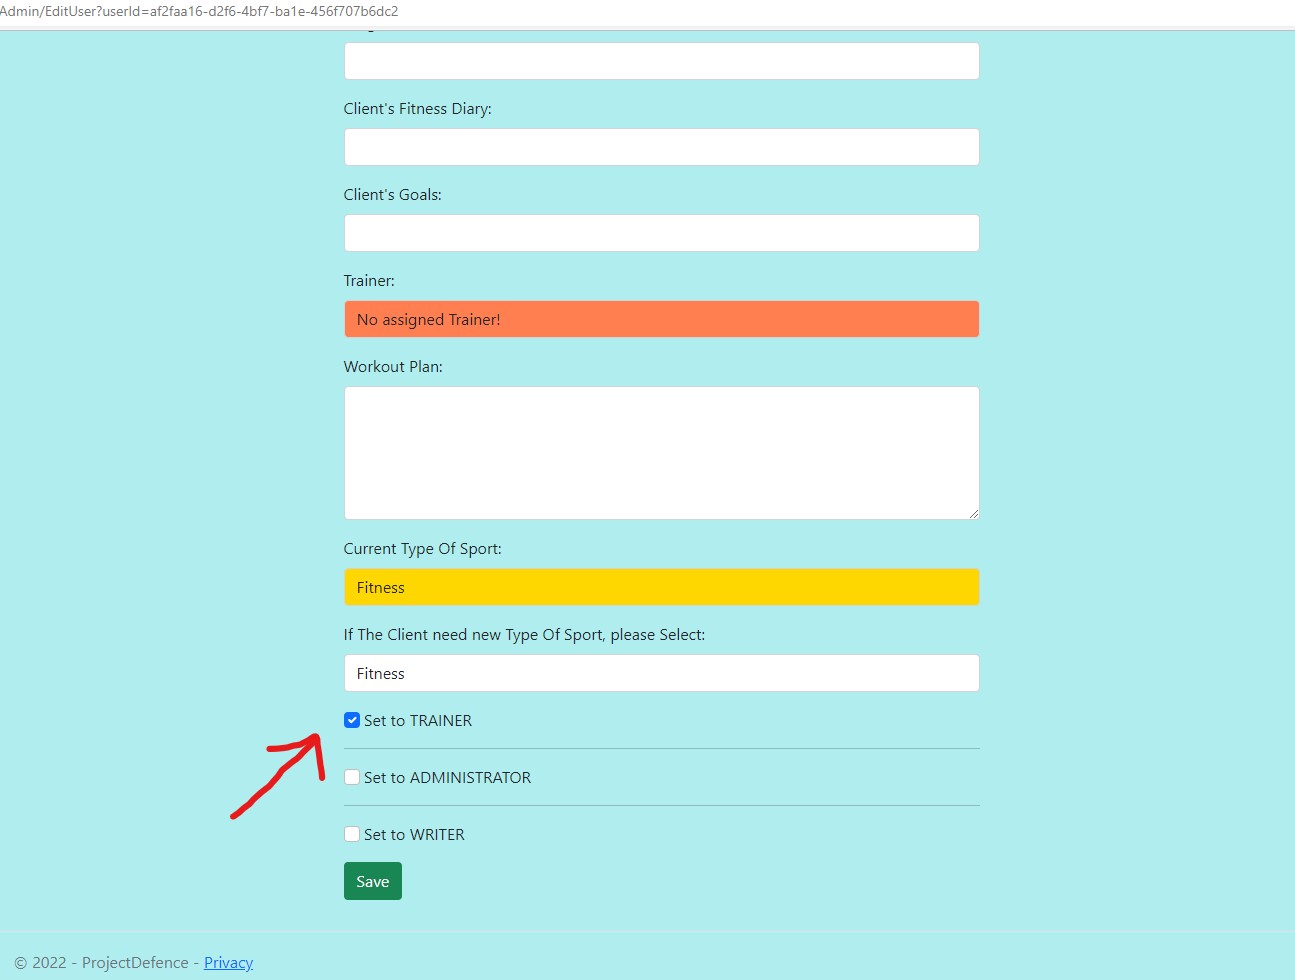 Admin/EditUser?userId=af2faa16-d2f6-4bf7-ba1e-456f707b6dc2
Client's Fitness Diary:
Client's Goals:
Trainer:
No assigned Trainer!
Workout Plan:
Current Type Of Sport:
Fitness
If The Client need new Type Of Sport, please Select:
Fitness
Set to TRAINER
Set to ADMINISTRATOR
Set to WRITER
Save
© 2022 - ProjectDefence - Privacy